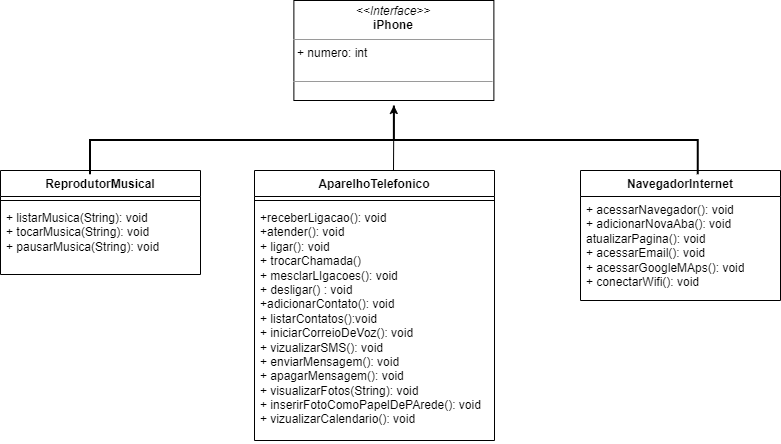 <<Interface>>
iPhone
+ numero: int
ReprodutorMusical
+ listarMusica(String): void
+ tocarMusica(String): void
+ pausarMusica(String): void
AparelhoTelefonico
+receberLigacao(): void
+atender(): void
+ ligar(): void
+ trocarChamada()
+ mesclarLIgacoes(): void
+ desligar() : void
+adicionarContato(): void
+ listarContatos():void
+ iniciarCorreioDeVoz(): void
+ vizualizarSMS(): void
+ enviarMensagem(): void
+ apagarMensagem(): void
+ visualizarFotos(String): void
+ inserirFotoComoPapelDePArede(): void
+ vizualizarCalendario(): void
NavegadorInternet
+ acessarNavegador(): void
+ adicionarNovaAba(): void
atualizarPagina(): void
+ acessarEmail(): void
+ acessarGoogleMAps(): void
+ conectarWifi(): void